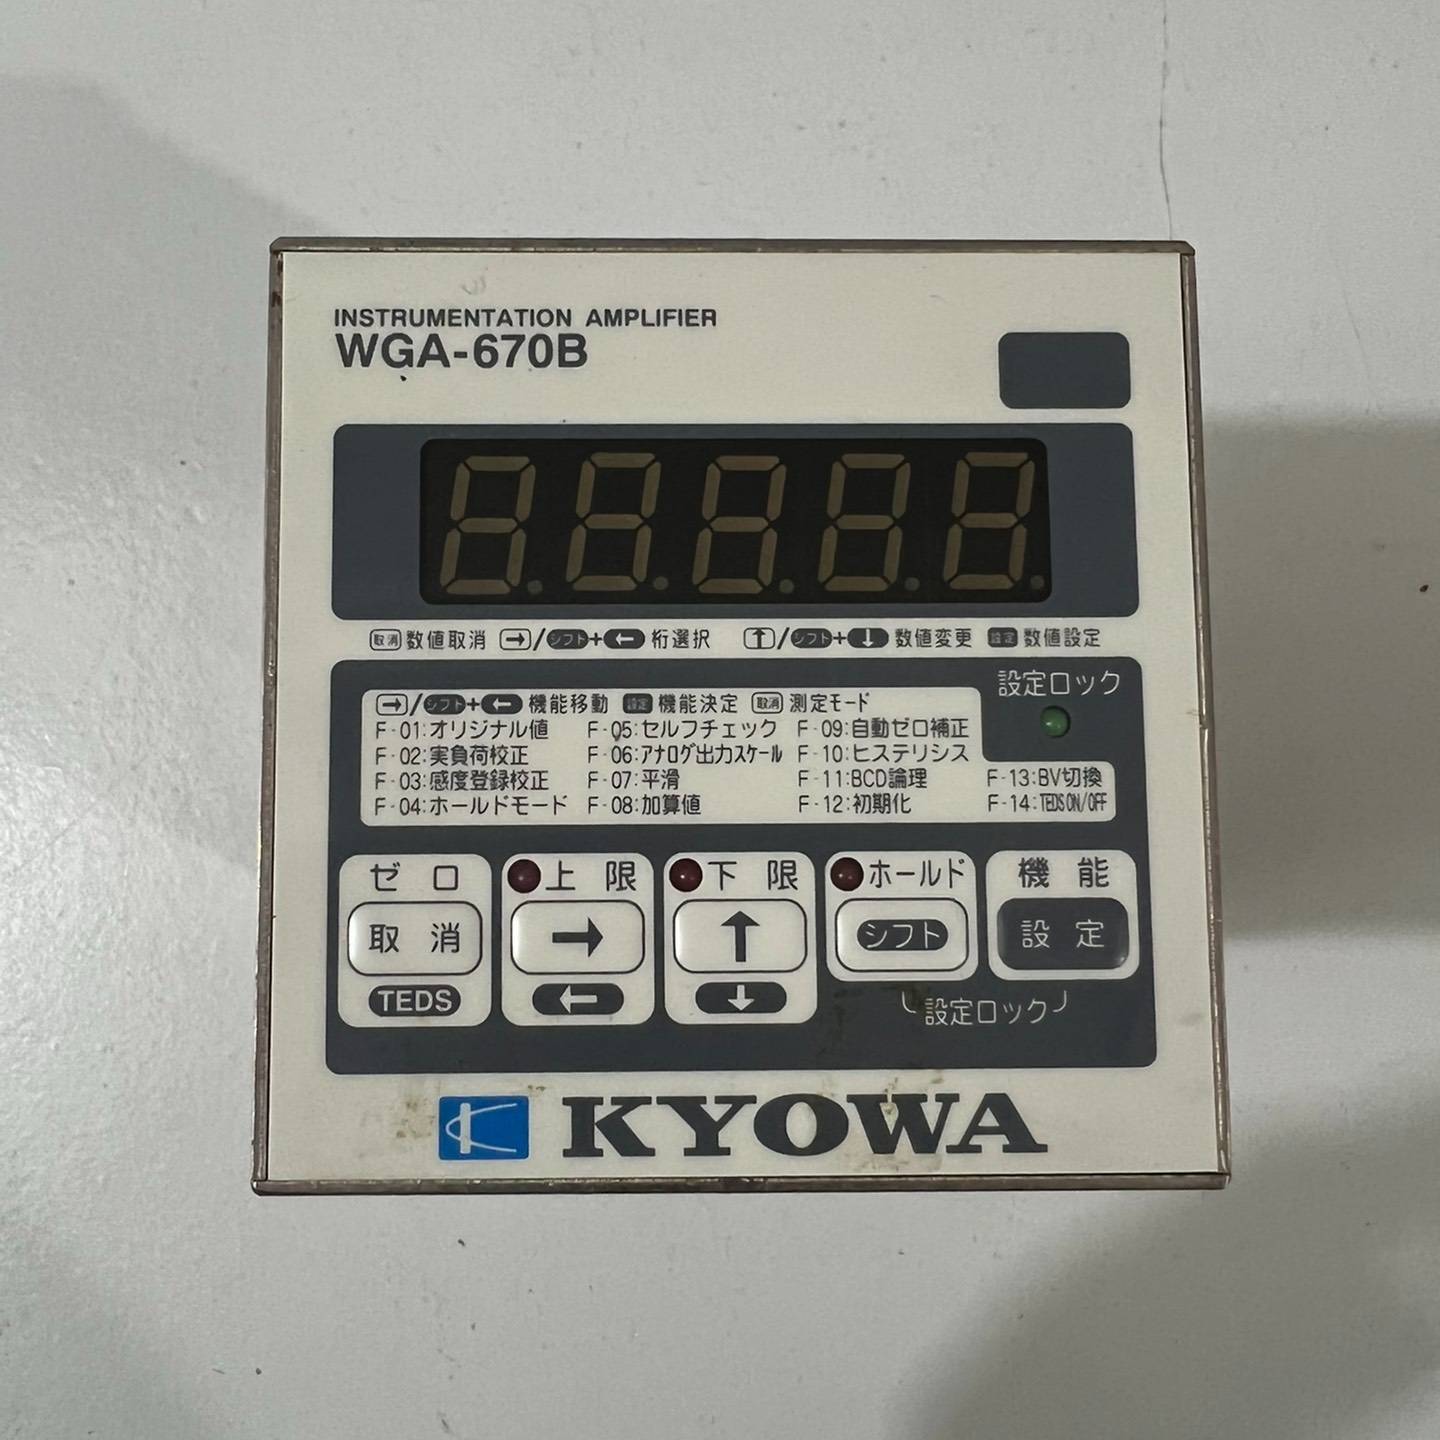 INSTRUMENTATION AMPLIFIER
WGA-670B
取消 数値取消 →/シフト+← 桁選択 ↑/シフト+↓ 数値変更 設定 数値設定
設定ロック
→/シフト+← 機能移動 設定 機能決定 取消 測定モード
F-01:オリジナル値 F-05:セルフチェック F-09:自動ゼロ補正
F-02:実負荷校正 F-06:アナログ出力スケール F-10:ヒステリシス
F-03:感度登録校正 F-07:平滑 F-11:BCD論理 F-13:BV切換
F-04:ホールドモード F-08:加算値 F-12:初期化 F-14:TEDS ON/OFF
ゼロ 上限 下限 ホールド 機能
取消 → ↑ シフト 設定
TEDS ← ↓ 設定ロック
KYOWA